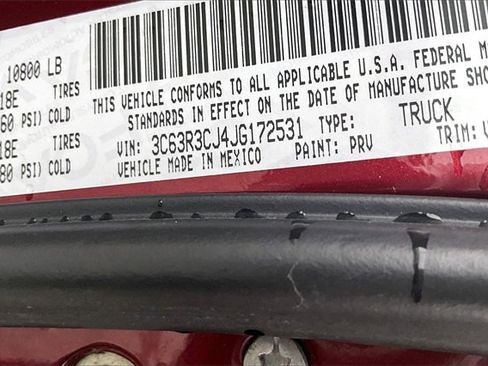 10800 LB
18E TIRES
60 PSI) COLD
18E TIRES
80 PSI) COLD
THIS VEHICLE CONFORMS TO ALL APPLICABLE U.S.A. FEDERAL M
STANDARDS IN EFFECT ON THE DATE OF MANUFACTURE SHO
VIN: 3C63R3CJ4JG172531 TYPE: TRUCK
VEHICLE MADE IN MEXICO PAINT: PRV TRIM: